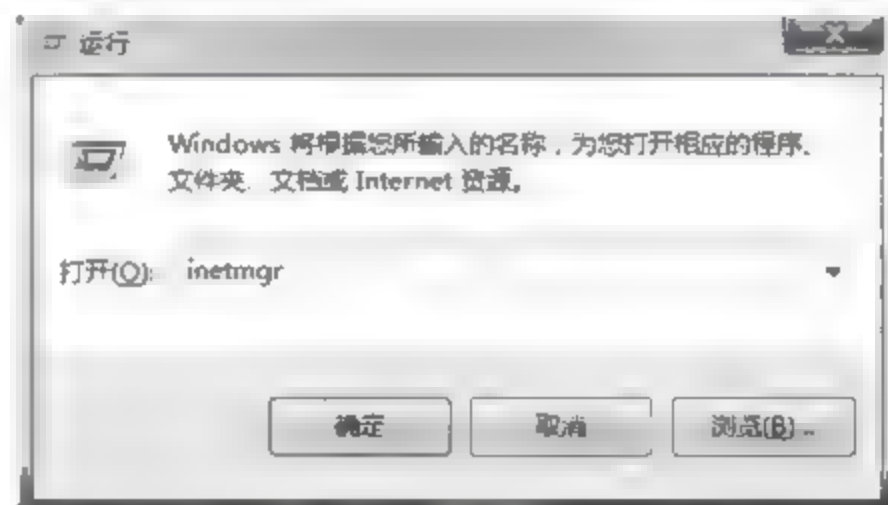 运行
Windows 将根据您所输入的名称，为您打开相应的程序、
文件夹、文档或 Internet 资源。
打开(O): inetmgr
确定 取消 浏览(B)...